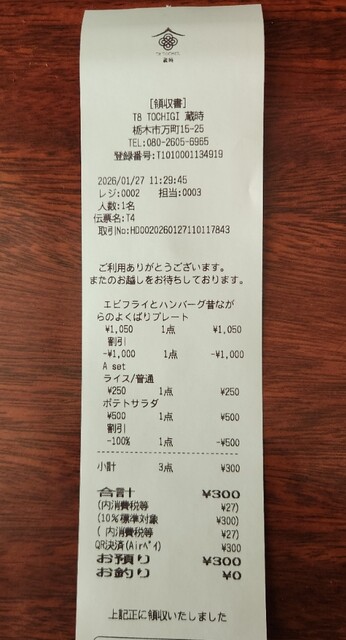 蔵時
[領収書]
T8 TOCHIGI 蔵時
栃木市万町15-25
TEL:080-2605-6965
登録番号:T1010001134919
2026/01/27 11:29:45
レジ:0002 担当:0003
人数:1名
伝票名:T4
取引No:HD00202601271101178​43
ご利用ありがとうございます。
またのお越しをお待ちしております。
エビフライとハンバーグ昔なが
らのよくばりプレート
¥1,050 1点 ¥1,050
割引
-¥1,000 1点 -¥1,000
A set
ライス/普通
¥250 1点 ¥250
ポテトサラダ
¥500 1点 ¥500
割引
-100% 1点 -¥500
小計 3点 ¥300
合計 ¥300
(内消費税等 ¥27)
(10%標準対象 ¥300)
(内消費税等 ¥27)
QR決済(Airペイ) ¥300
お預り ¥300
お釣り ¥0
上記正に領収いたしました